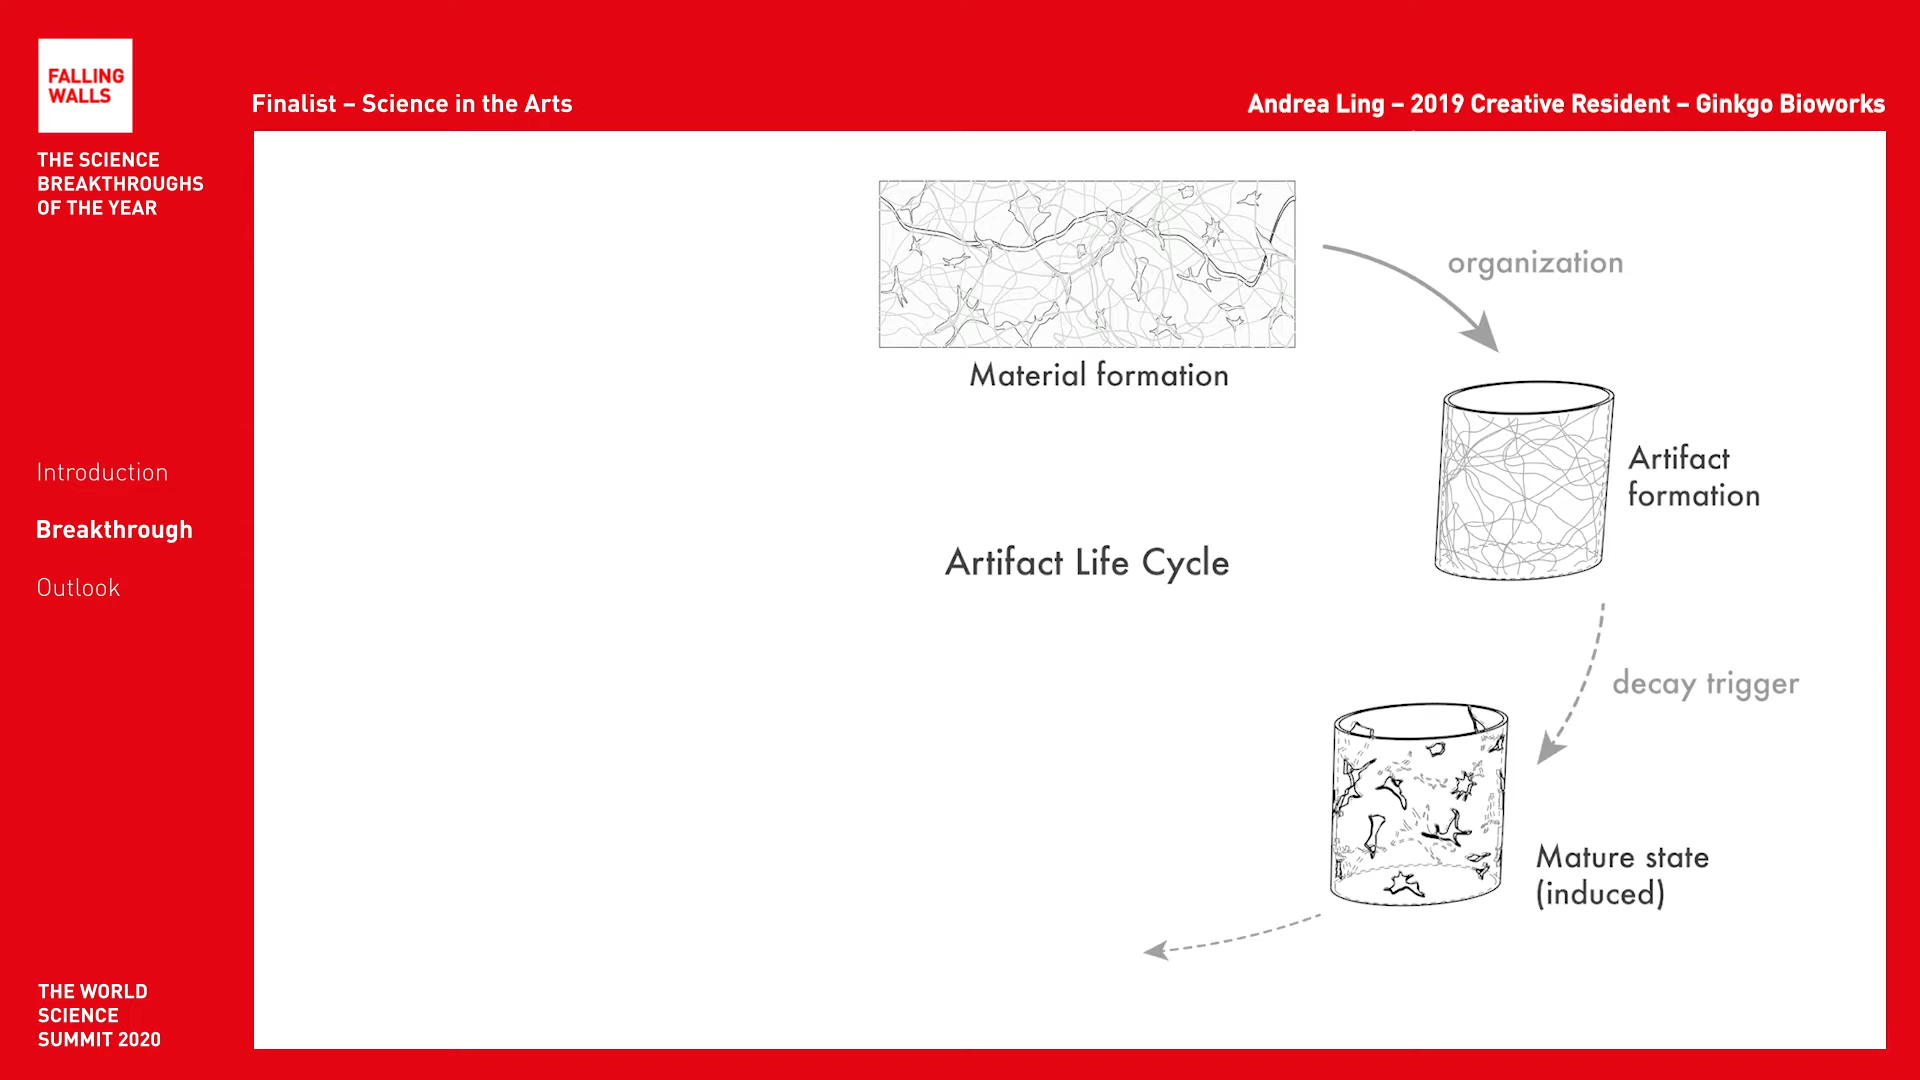 FALLING
WALLS
THE SCIENCE
BREAKTHROUGHS
OF THE YEAR
Finalist – Science in the Arts
Andrea Ling – 2019 Creative Resident – Ginkgo Bioworks
organization
Material formation
Artifact
formation
Introduction
Breakthrough
Outlook
Artifact Life Cycle
decay trigger
Mature state
(induced)
THE WORLD
SCIENCE
SUMMIT 2020